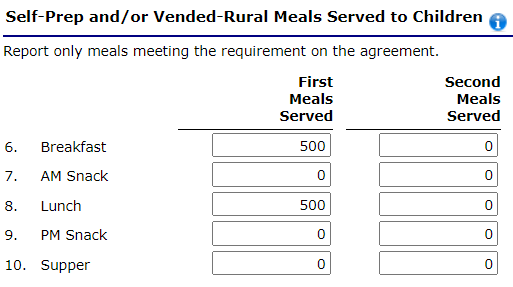 Self-Prep and/or Vended-Rural Meals Served to Children i
Report only meals meeting the requirement on the agreement.
First Meals Served Second Meals Served
6. Breakfast 500 0
7. AM Snack 0 0
8. Lunch 500 0
9. PM Snack 0 0
10. Supper 0 0